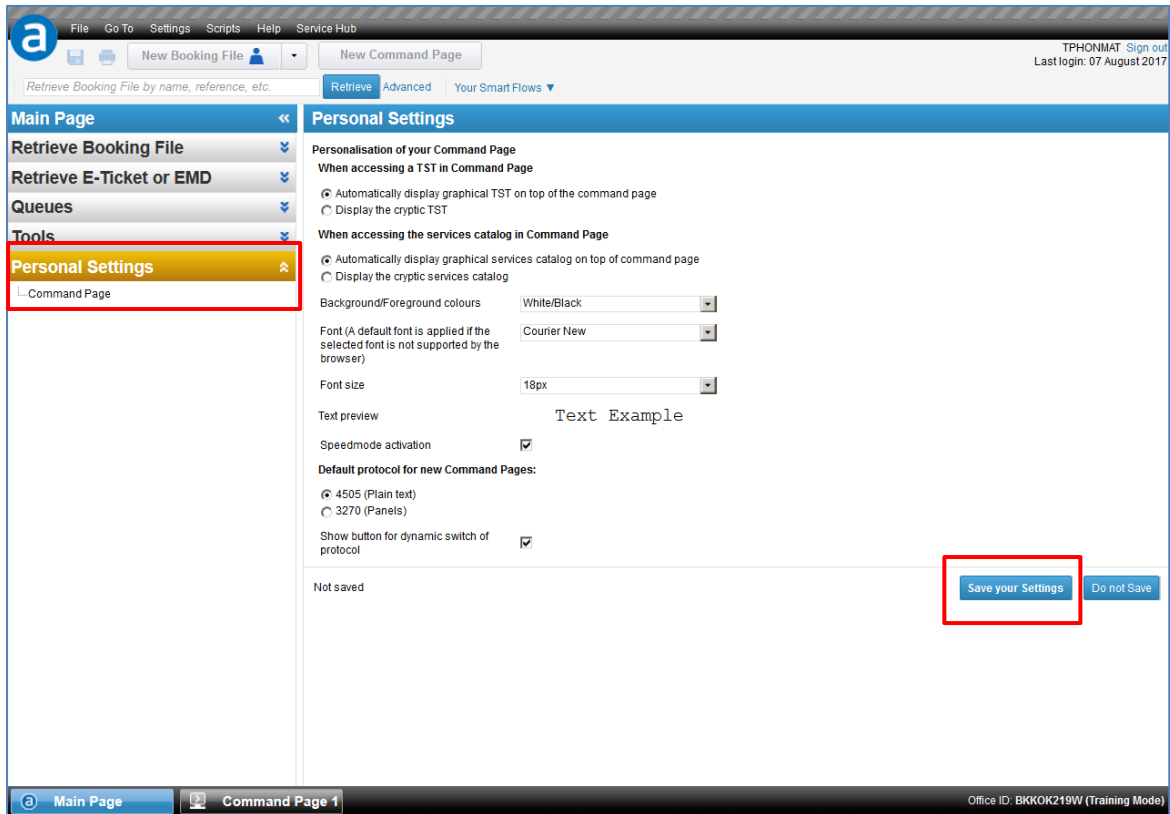 a
File Go To Settings Scripts Help Service Hub
New Booking File
New Command Page
TPHONMAT Sign out
Last login: 07 August 2017
Retrieve Booking File by name, reference, etc.
Retrieve Advanced Your Smart Flows ▼
Main Page «
Retrieve Booking File
Retrieve E-Ticket or EMD
Queues
Tools
Personal Settings
Command Page
Personal Settings
Personalisation of your Command Page
When accessing a TST in Command Page
Automatically display graphical TST on top of the command page
Display the cryptic TST
When accessing the services catalog in Command Page
Automatically display graphical services catalog on top of command page
Display the cryptic services catalog
Background/Foreground colours White/Black
Font (A default font is applied if the Courier New
selected font is not supported by the
browser)
Font size 18px
Text preview Text Example
Speedmode activation
Default protocol for new Command Pages:
4505 (Plain text)
3270 (Panels)
Show button for dynamic switch of
protocol
Not saved
Save your Settings Do not Save
a Main Page Command Page 1
Office ID: BKKOK219W (Training Mode)